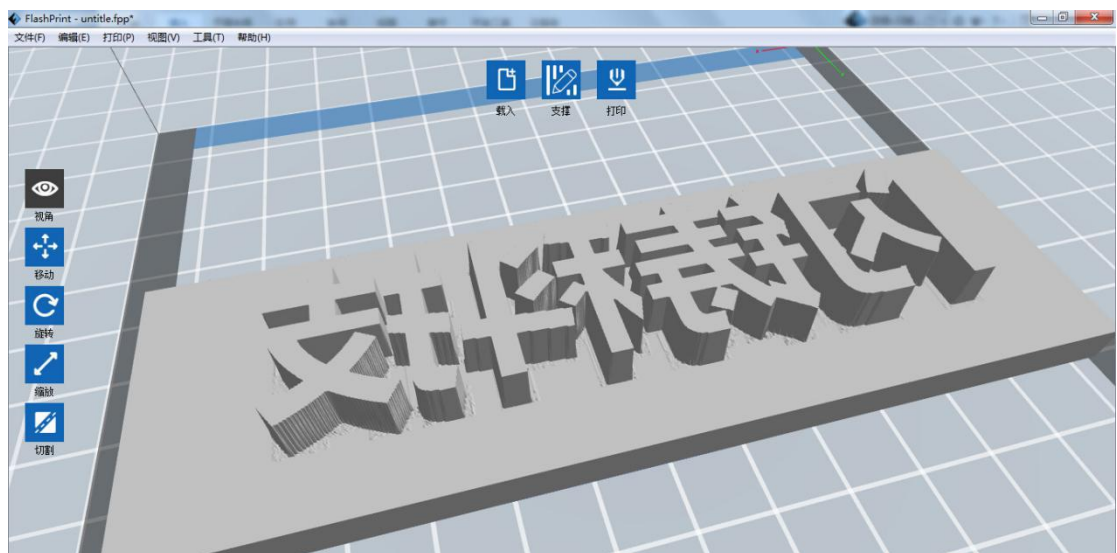 FlashPrint - untitle.fpp*
文件(F) 编辑(E) 打印(P) 视图(V) 工具(T) 帮助(H)
载入 支撑 打印
视角
移动
旋转
缩放
切割